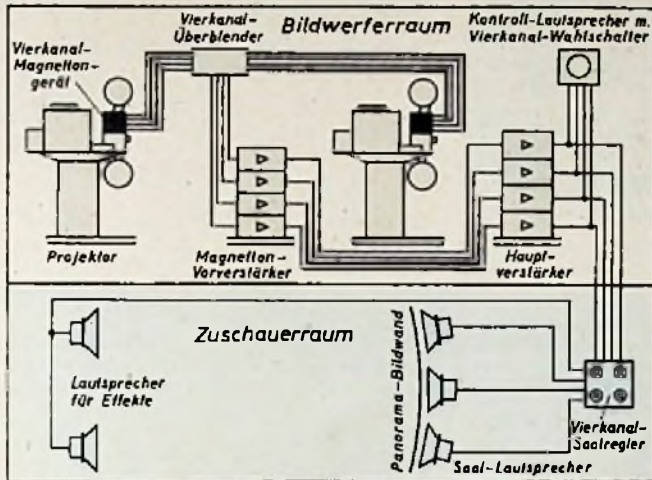 Vierkanal-
Magnetton-
gerät
Vierkanal-
Überblender
Bildwerferraum
Kontroll-Lautsprecher m.
Vierkanal-Wahlschalter
Projektor
Magnetton-
Vorverstärker
Haupt-
verstärker
Zuschauerraum
Lautsprecher
für Effekte
Panorama-Bildwand
Saal-Lautsprecher
Vierkanal-
Saalregler